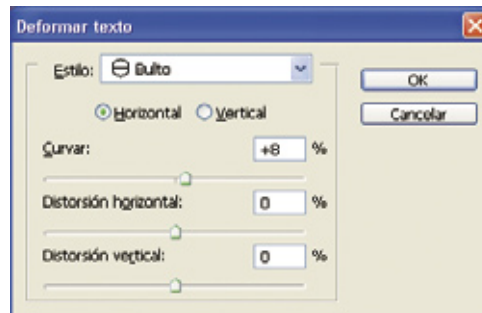 Deformar texto
Estilo: Bulto
OK
Horizontal Vertical
Cancelar
Curvar: +8 %
Distorsión horizontal: 0 %
Distorsión vertical: 0 %